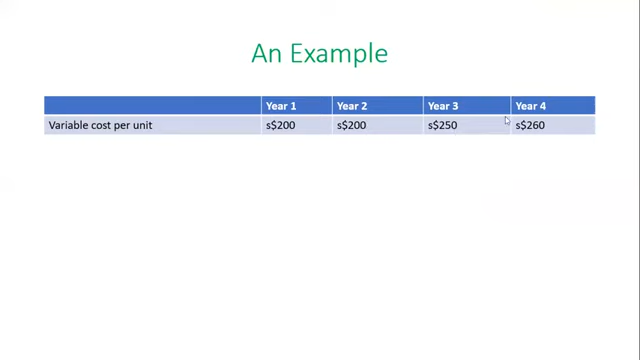 An Example
Year 1 Year 2 Year 3 Year 4
Variable cost per unit s$200 s$200 s$250 s$260